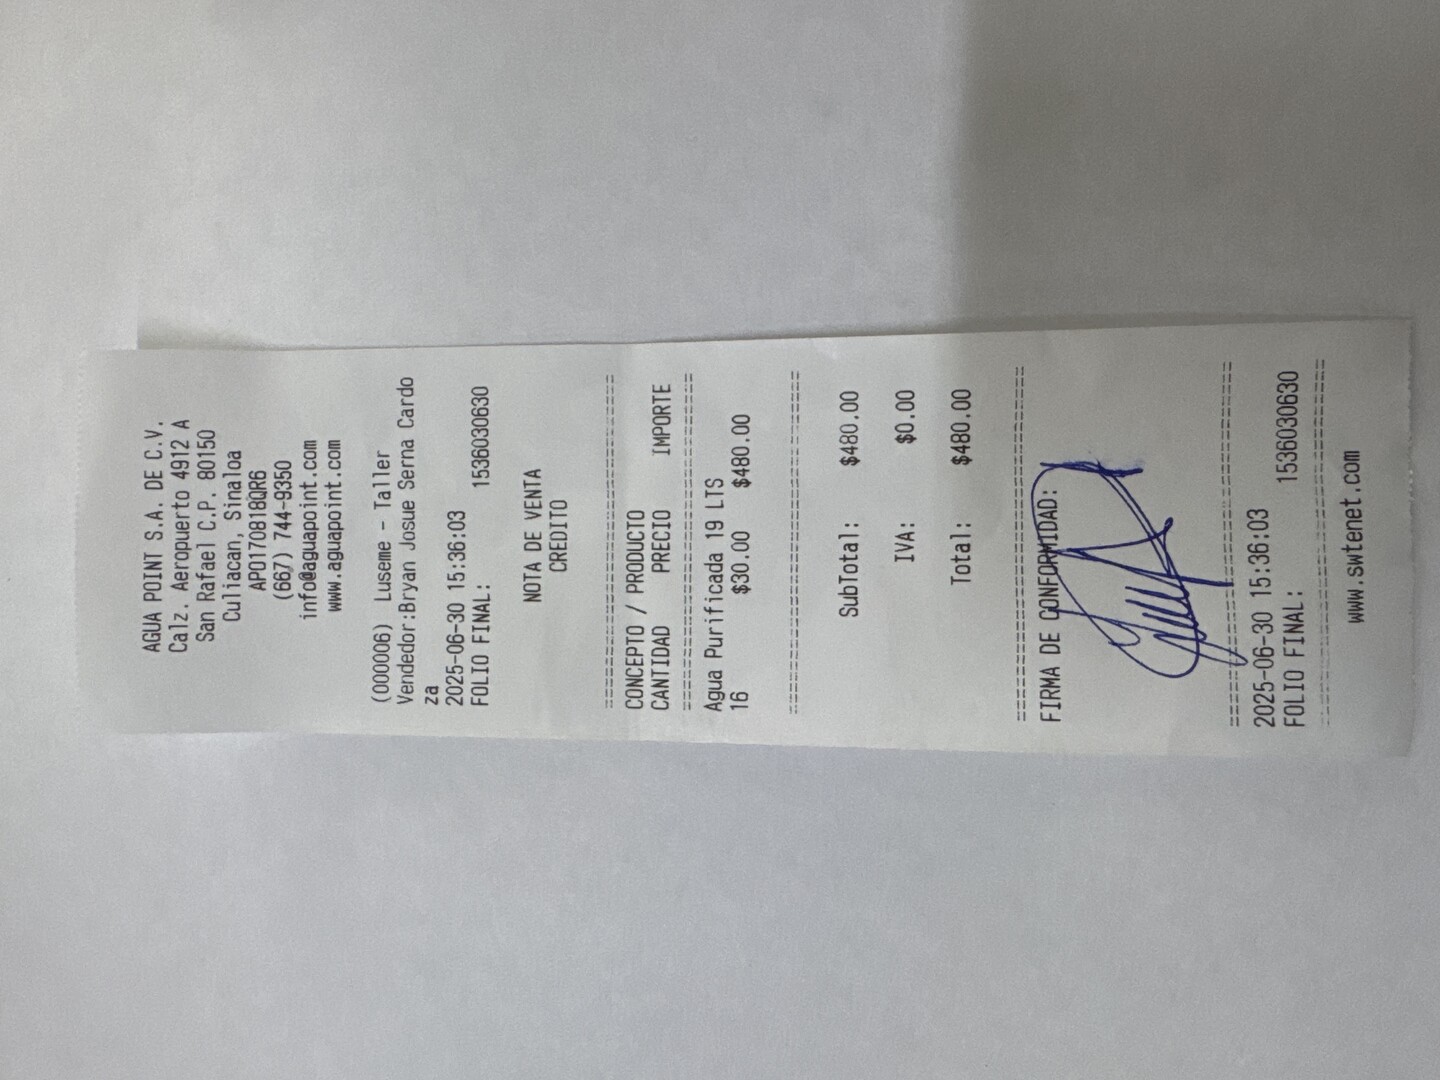 AGUA POINT S.A. DE C.V.
Calz. Aeropuerto 4912 A
San Rafael C.P. 80150
Culiacan, Sinaloa
APO170818QR6
(667) 744-9350
info@aguapoint.com
www.aguapoint.com
(000006) Luseme - Taller
Vendedor:Bryan Josue Serna Cardo
za
2025-06-30 15:36:03
FOLIO FINAL: 1536030630
NOTA DE VENTA
CREDITO
================================
CONCEPTO / PRODUCTO
CANTIDAD PRECIO IMPORTE
================================
Agua Purificada 19 LTS
16 $30.00 $480.00
================================
SubTotal: $480.00
IVA: $0.00
Total: $480.00
================================
FIRMA DE CONFORMIDAD:
================================
2025-06-30 15:36:03
FOLIO FINAL: 1536030630
================================
www.swtenet.com